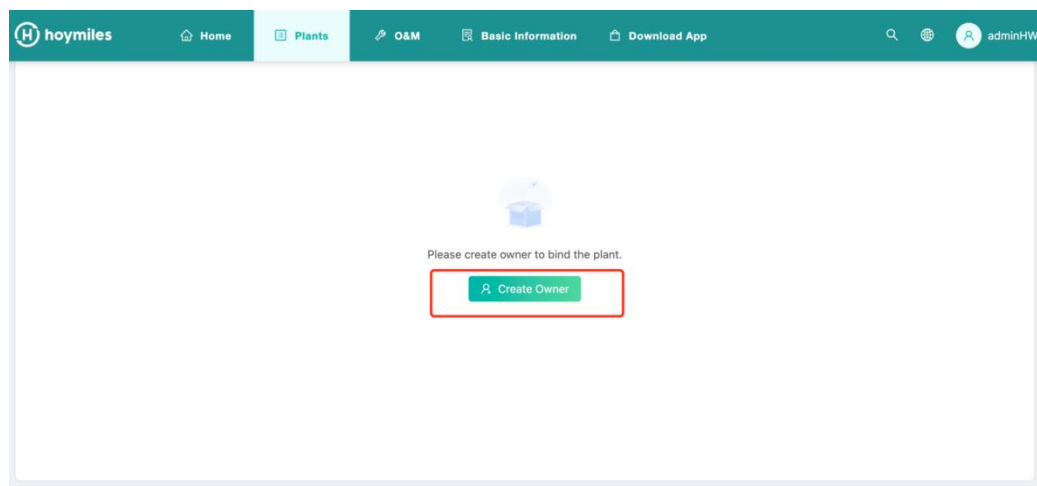 hoymiles Home Plants O&M Basic Information Download App adminHW
Please create owner to bind the plant.
Create Owner